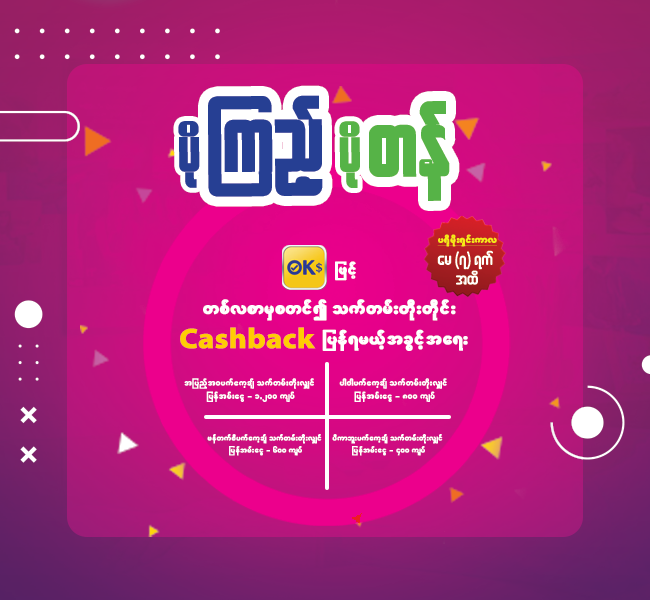 ပိုကြည့် ပိုတန်
ပရိုမိုးရှင်းကာလ
မေ (၇) ရက်
အထိ
OK$ ဖြင့်
တစ်လစာမှစတင်၍ သက်တမ်းတိုးတိုင်း
Cashback ပြန်ရမယ့်အခွင့်အရေး
အပြည့်အဝပက်ကေ့ချ် သက်တမ်းတိုးလျှင်
ပြန်အမ်းငွေ - ၁,၂၀၀ ကျပ်
ပါဝါပက်ကေ့ချ် သက်တမ်းတိုးလျှင်
ပြန်အမ်းငွေ - ၈၀၀ ကျပ်
ဖန်တက်စီပက်ကေ့ချ် သက်တမ်းတိုးလျှင်
ပြန်အမ်းငွေ - ၆၀၀ ကျပ်
ပီကာဘူးပက်ကေ့ချ် သက်တမ်းတိုးလျှင်
ပြန်အမ်းငွေ - ၄၀၀ ကျပ်